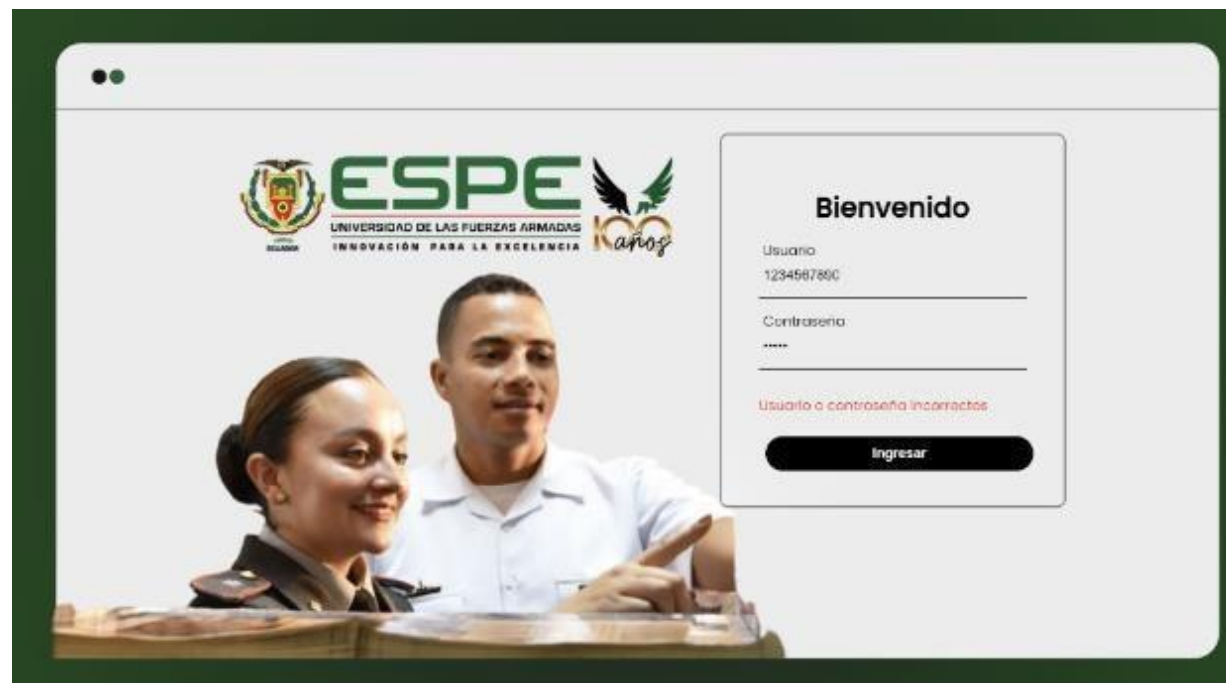 ESPE
UNIVERSIDAD DE LAS FUERZAS ARMADAS
INNOVACIÓN PARA LA EXCELENCIA
100
años
ECUADOR
Bienvenido
Usuario
1234567890
Contraseña
•••••
Usuario o contraseña incorrectos
Ingresar